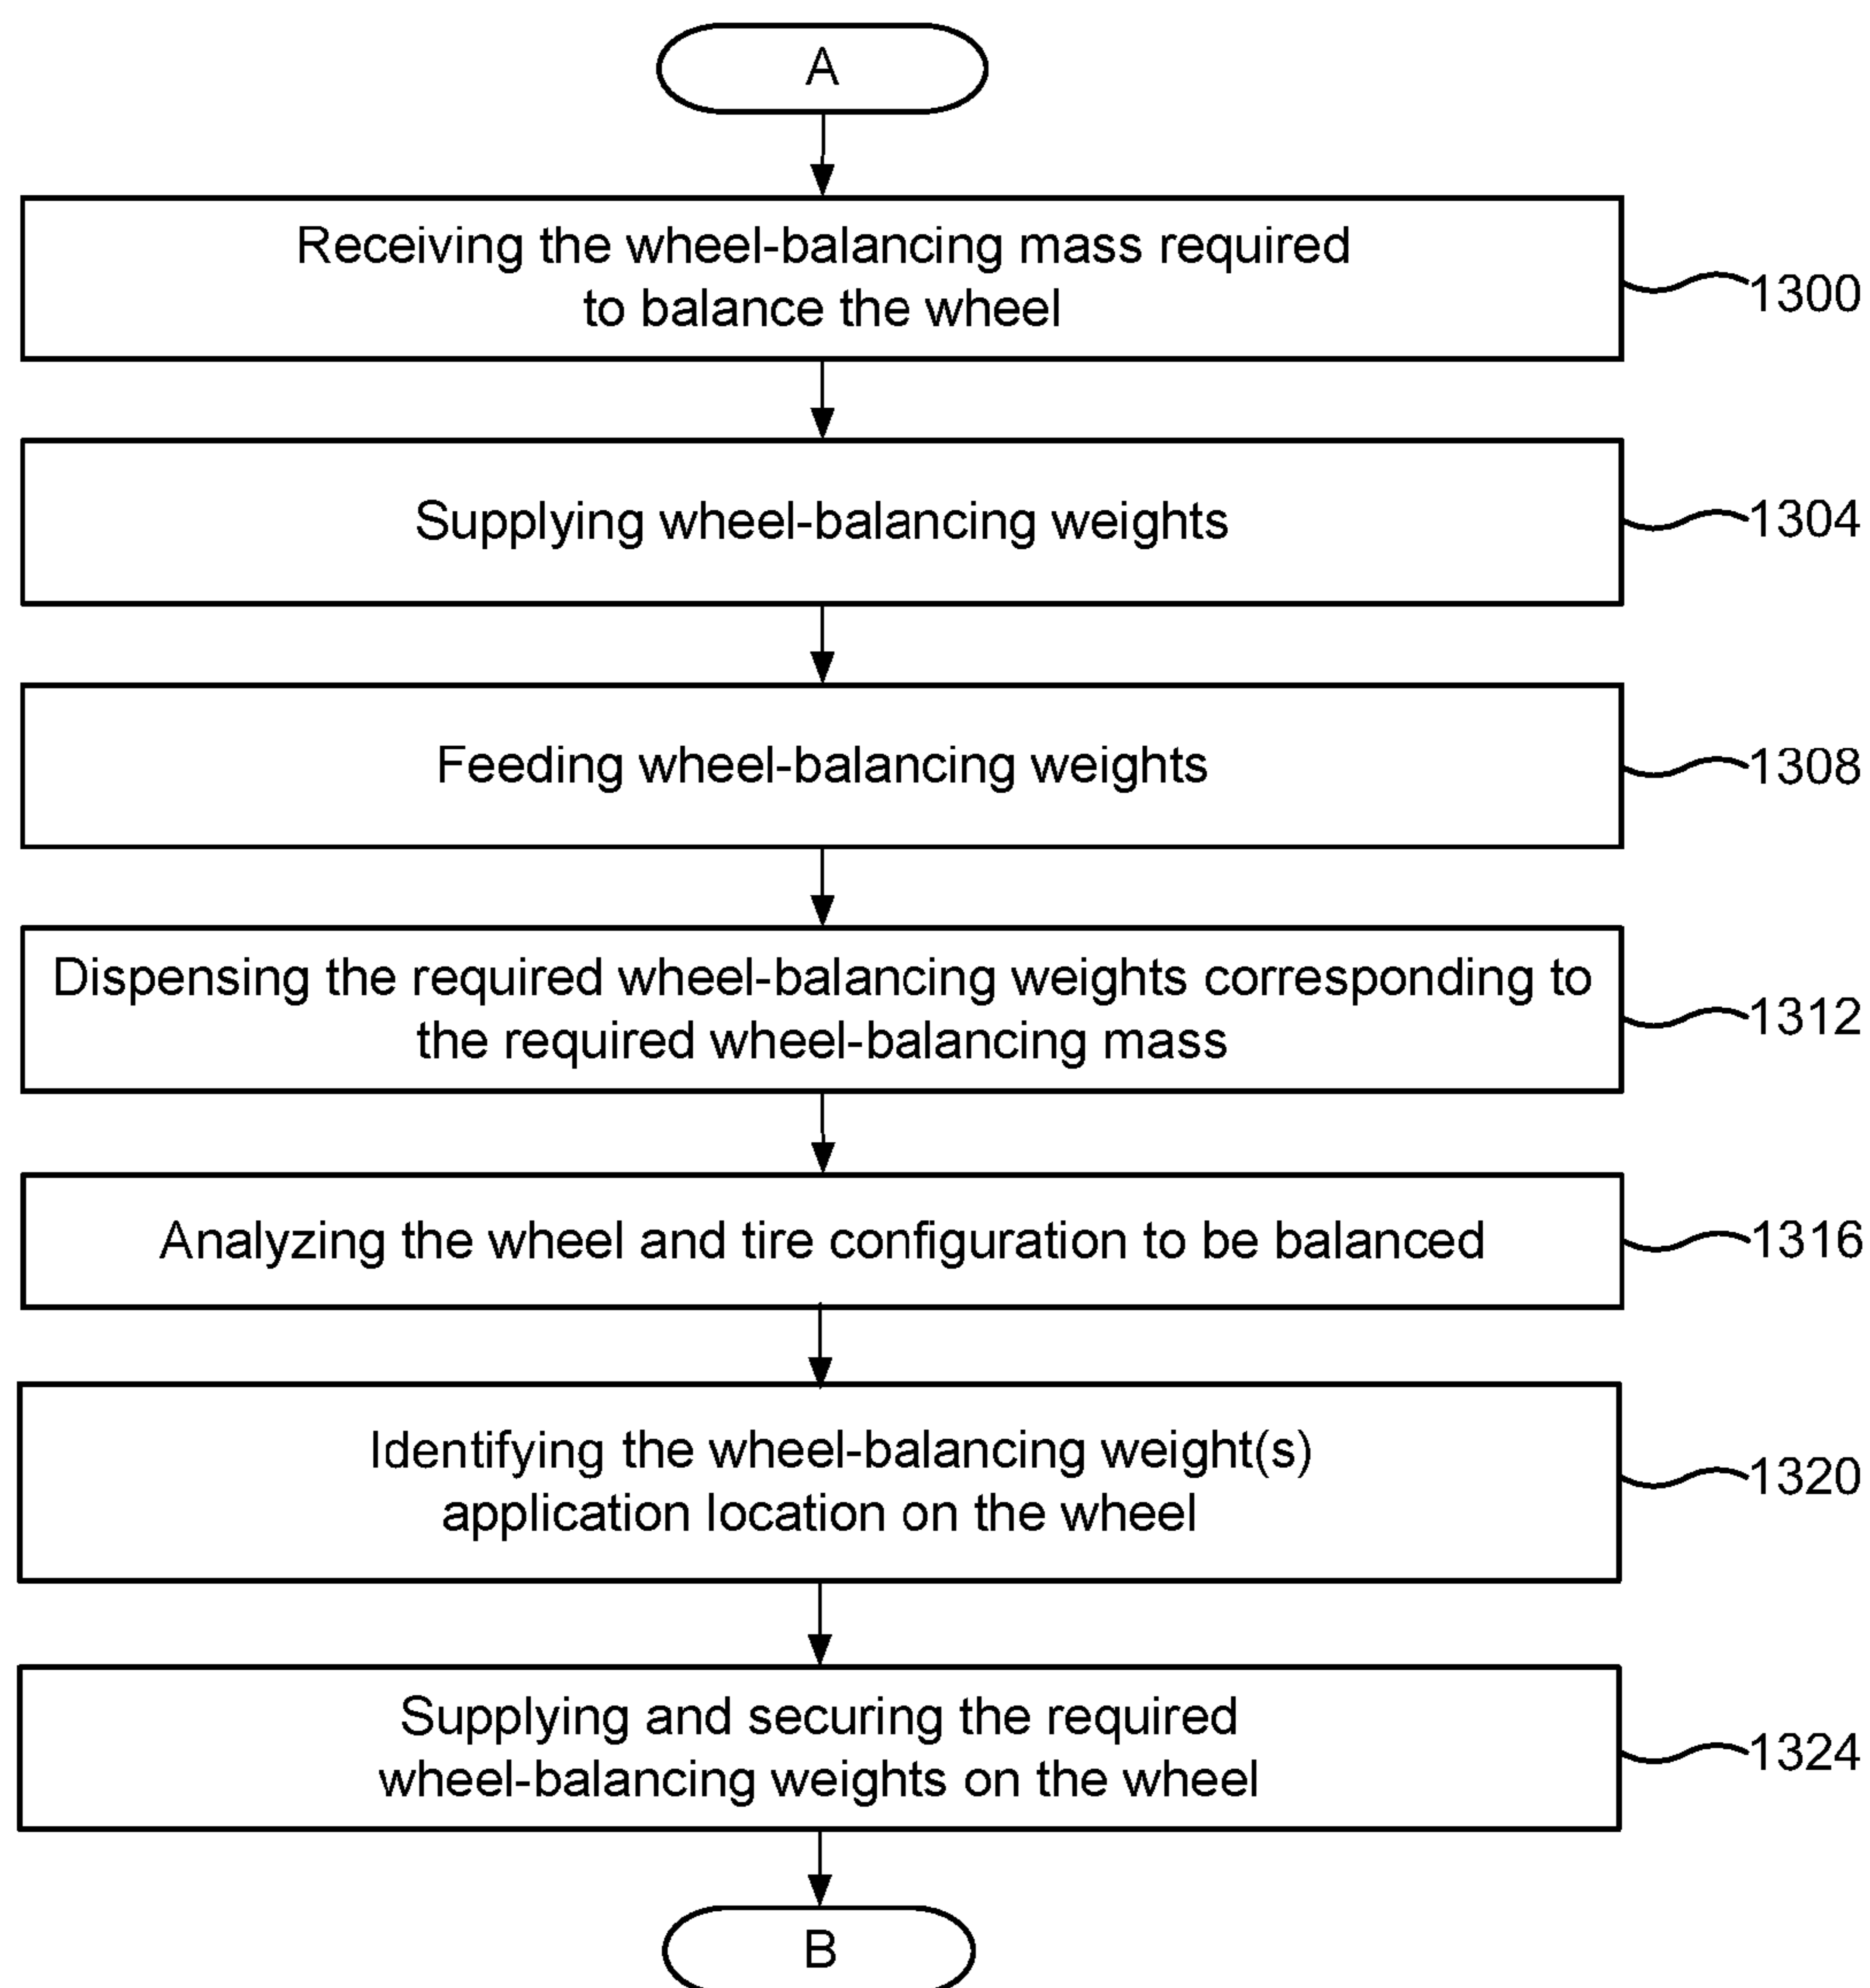 A
Receiving the wheel-balancing mass required
to balance the wheel
1300
Supplying wheel-balancing weights
1304
Feeding wheel-balancing weights
1308
Dispensing the required wheel-balancing weights corresponding to
the required wheel-balancing mass
1312
Analyzing the wheel and tire configuration to be balanced
1316
Identifying the wheel-balancing weight(s)
application location on the wheel
1320
Supplying and securing the required
wheel-balancing weights on the wheel
1324
B